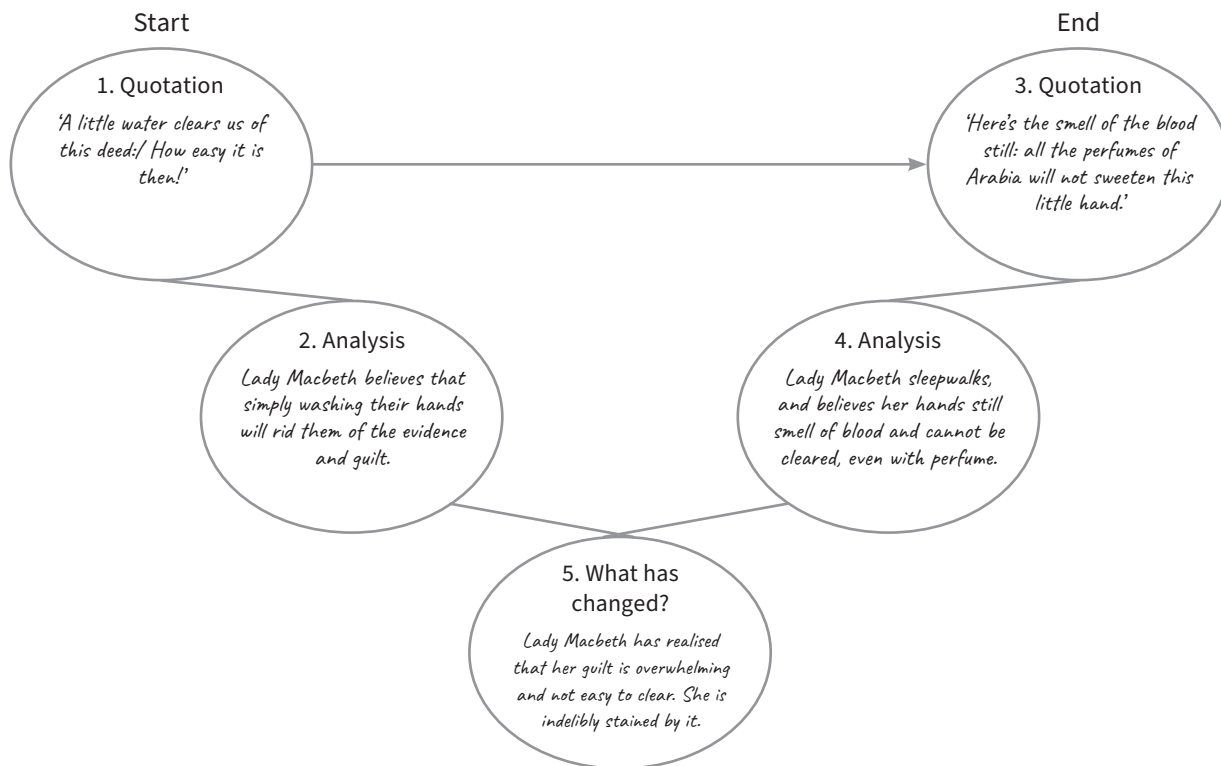 Start
End
1. Quotation
‘A little water clears us of
this deed:/ How easy it is
then!’
3. Quotation
‘Here’s the smell of the blood
still: all the perfumes of
Arabia will not sweeten this
little hand.’
2. Analysis
Lady Macbeth believes that
simply washing their hands
will rid them of the evidence
and guilt.
4. Analysis
Lady Macbeth sleepwalks,
and believes her hands still
smell of blood and cannot be
cleared, even with perfume.
5. What has
changed?
Lady Macbeth has realised
that her guilt is overwhelming
and not easy to clear. She is
indelibly stained by it.